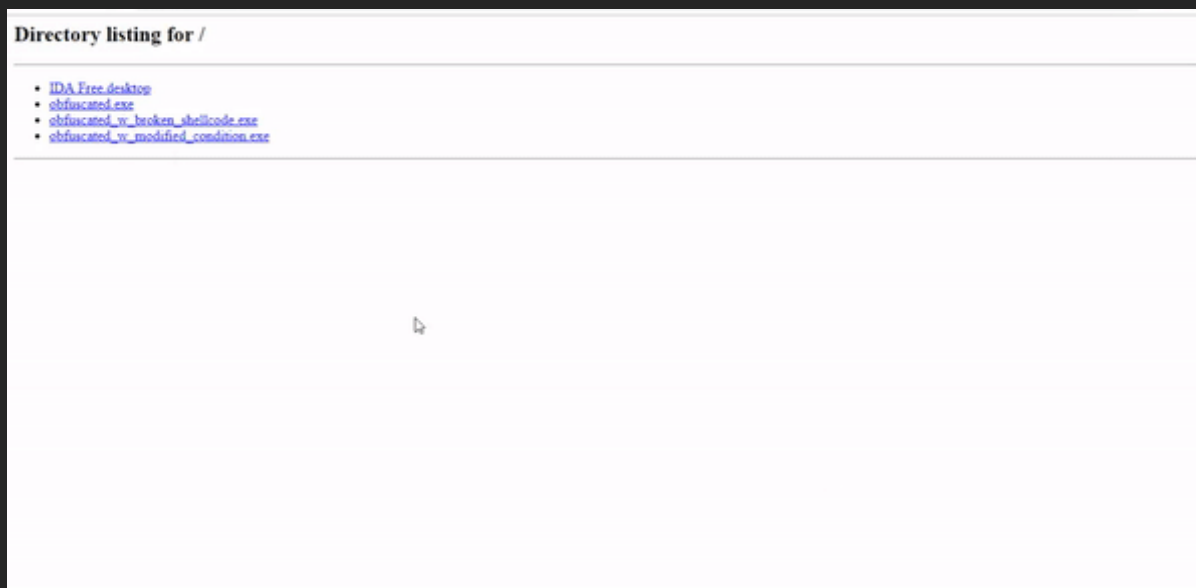 Directory listing for /
IDA Free.desktop
obfuscated.exe
obfuscated_w_broken_shellcode.exe
obfuscated_w_modified_condition.exe